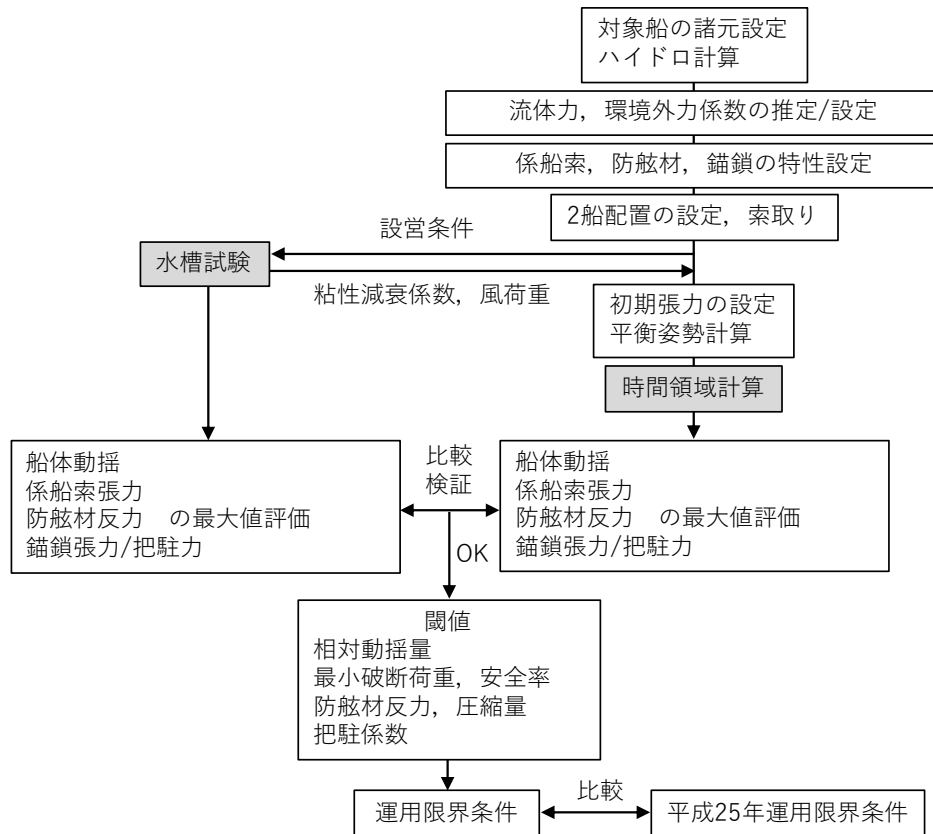 対象船の諸元設定
ハイドロ計算
流体力，環境外力係数の推定/設定
係船索，防舷材，錨鎖の特性設定
2船配置の設定，索取り
設営条件
水槽試験
粘性減衰係数，風荷重
初期張力の設定
平衡姿勢計算
時間領域計算
船体動揺
係船索張力
防舷材反力　の最大値評価
錨鎖張力/把駐力
比較
検証
船体動揺
係船索張力
防舷材反力　の最大値評価
錨鎖張力/把駐力
OK
閾値
相対動揺量
最小破断荷重，安全率
防舷材反力，圧縮量
把駐係数
運用限界条件
比較
平成25年運用限界条件